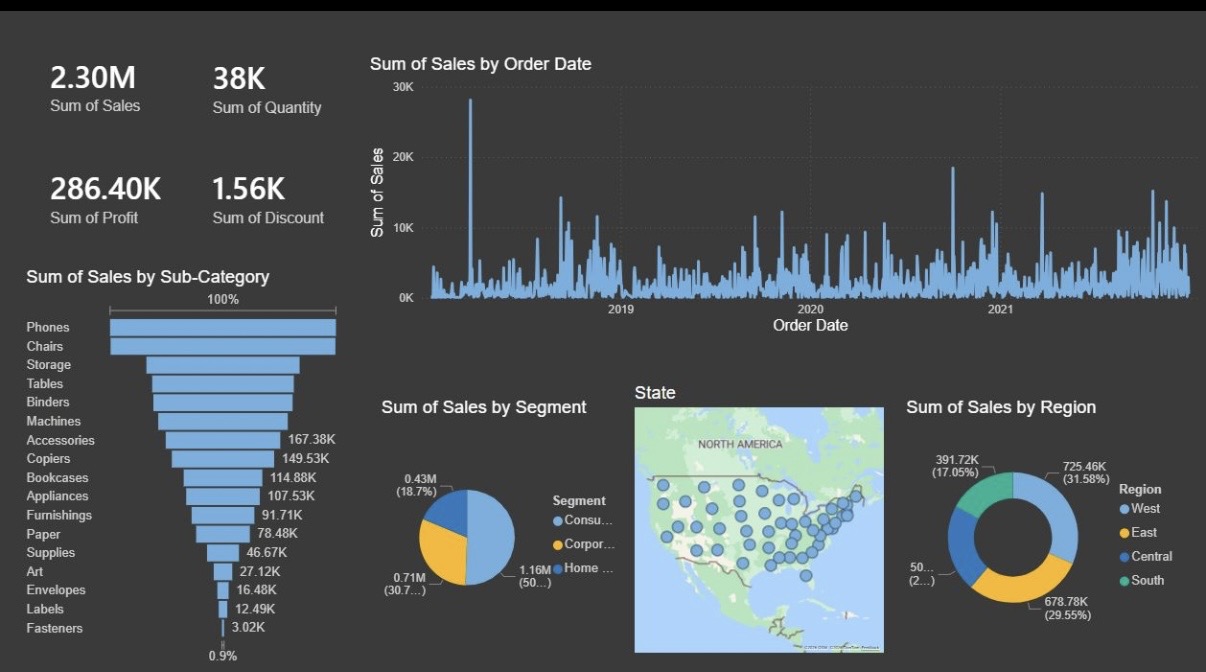 2.30M
Sum of Sales
38K
Sum of Quantity
286.40K
Sum of Profit
1.56K
Sum of Discount
Sum of Sales by Order Date
30K
20K
10K
0K
Sum of Sales
2019
2020
2021
Order Date
Sum of Sales by Sub-Category
100%
Phones
Chairs
Storage
Tables
Binders
Machines
Accessories 167.38K
Copiers 149.53K
Bookcases 114.88K
Appliances 107.53K
Furnishings 91.71K
Paper 78.48K
Supplies 46.67K
Art 27.12K
Envelopes 16.48K
Labels 12.49K
Fasteners 3.02K
0.9%
Sum of Sales by Segment
0.43M
(18.7%)
0.71M
(30.7...)
1.16M
(50...)
Segment
Consu...
Corpor...
Home ...
State
NORTH AMERICA
Sum of Sales by Region
391.72K
(17.05%)
725.46K
(31.58%)
50...
(2...)
678.78K
(29.55%)
Region
West
East
Central
South